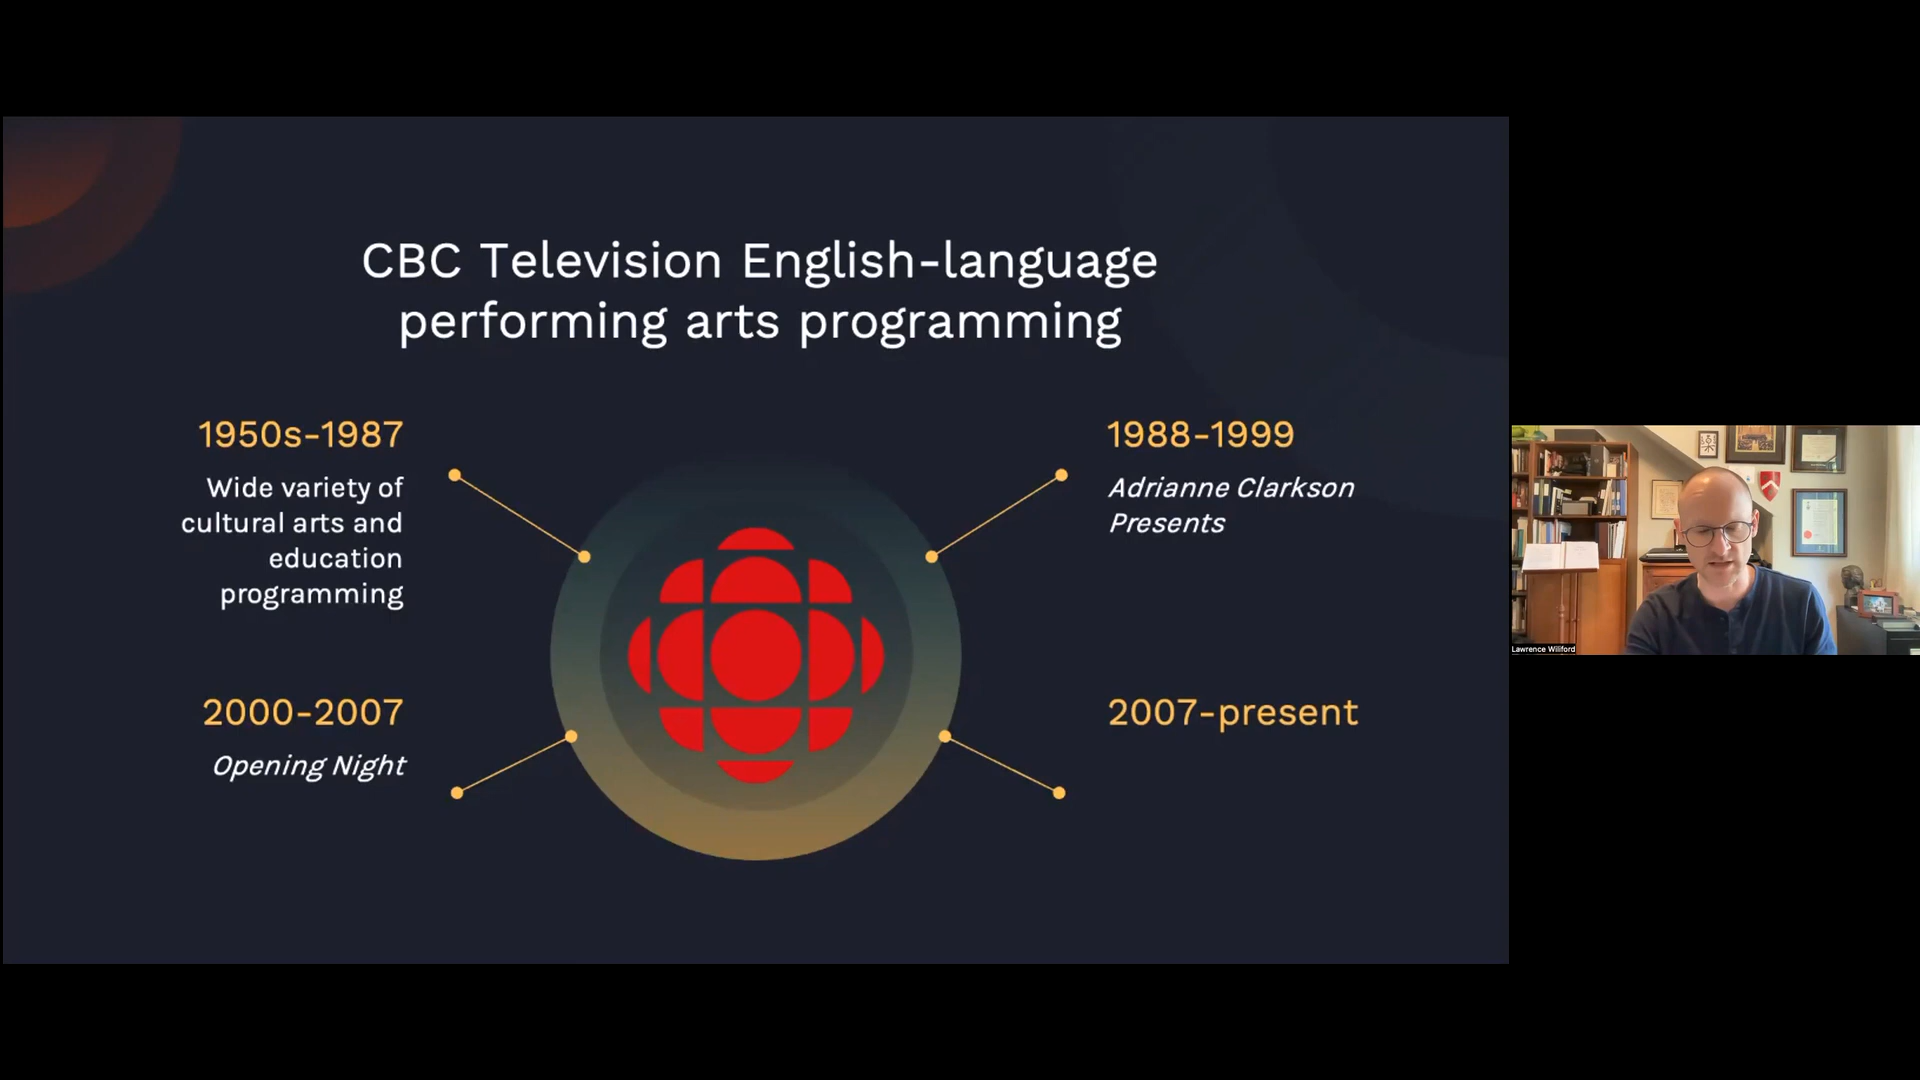 CBC Television English-language
performing arts programming
1950s-1987
Wide variety of
cultural arts and
education
programming
1988-1999
Adrianne Clarkson
Presents
2000-2007
Opening Night
2007-present
Lawrence Wiliford